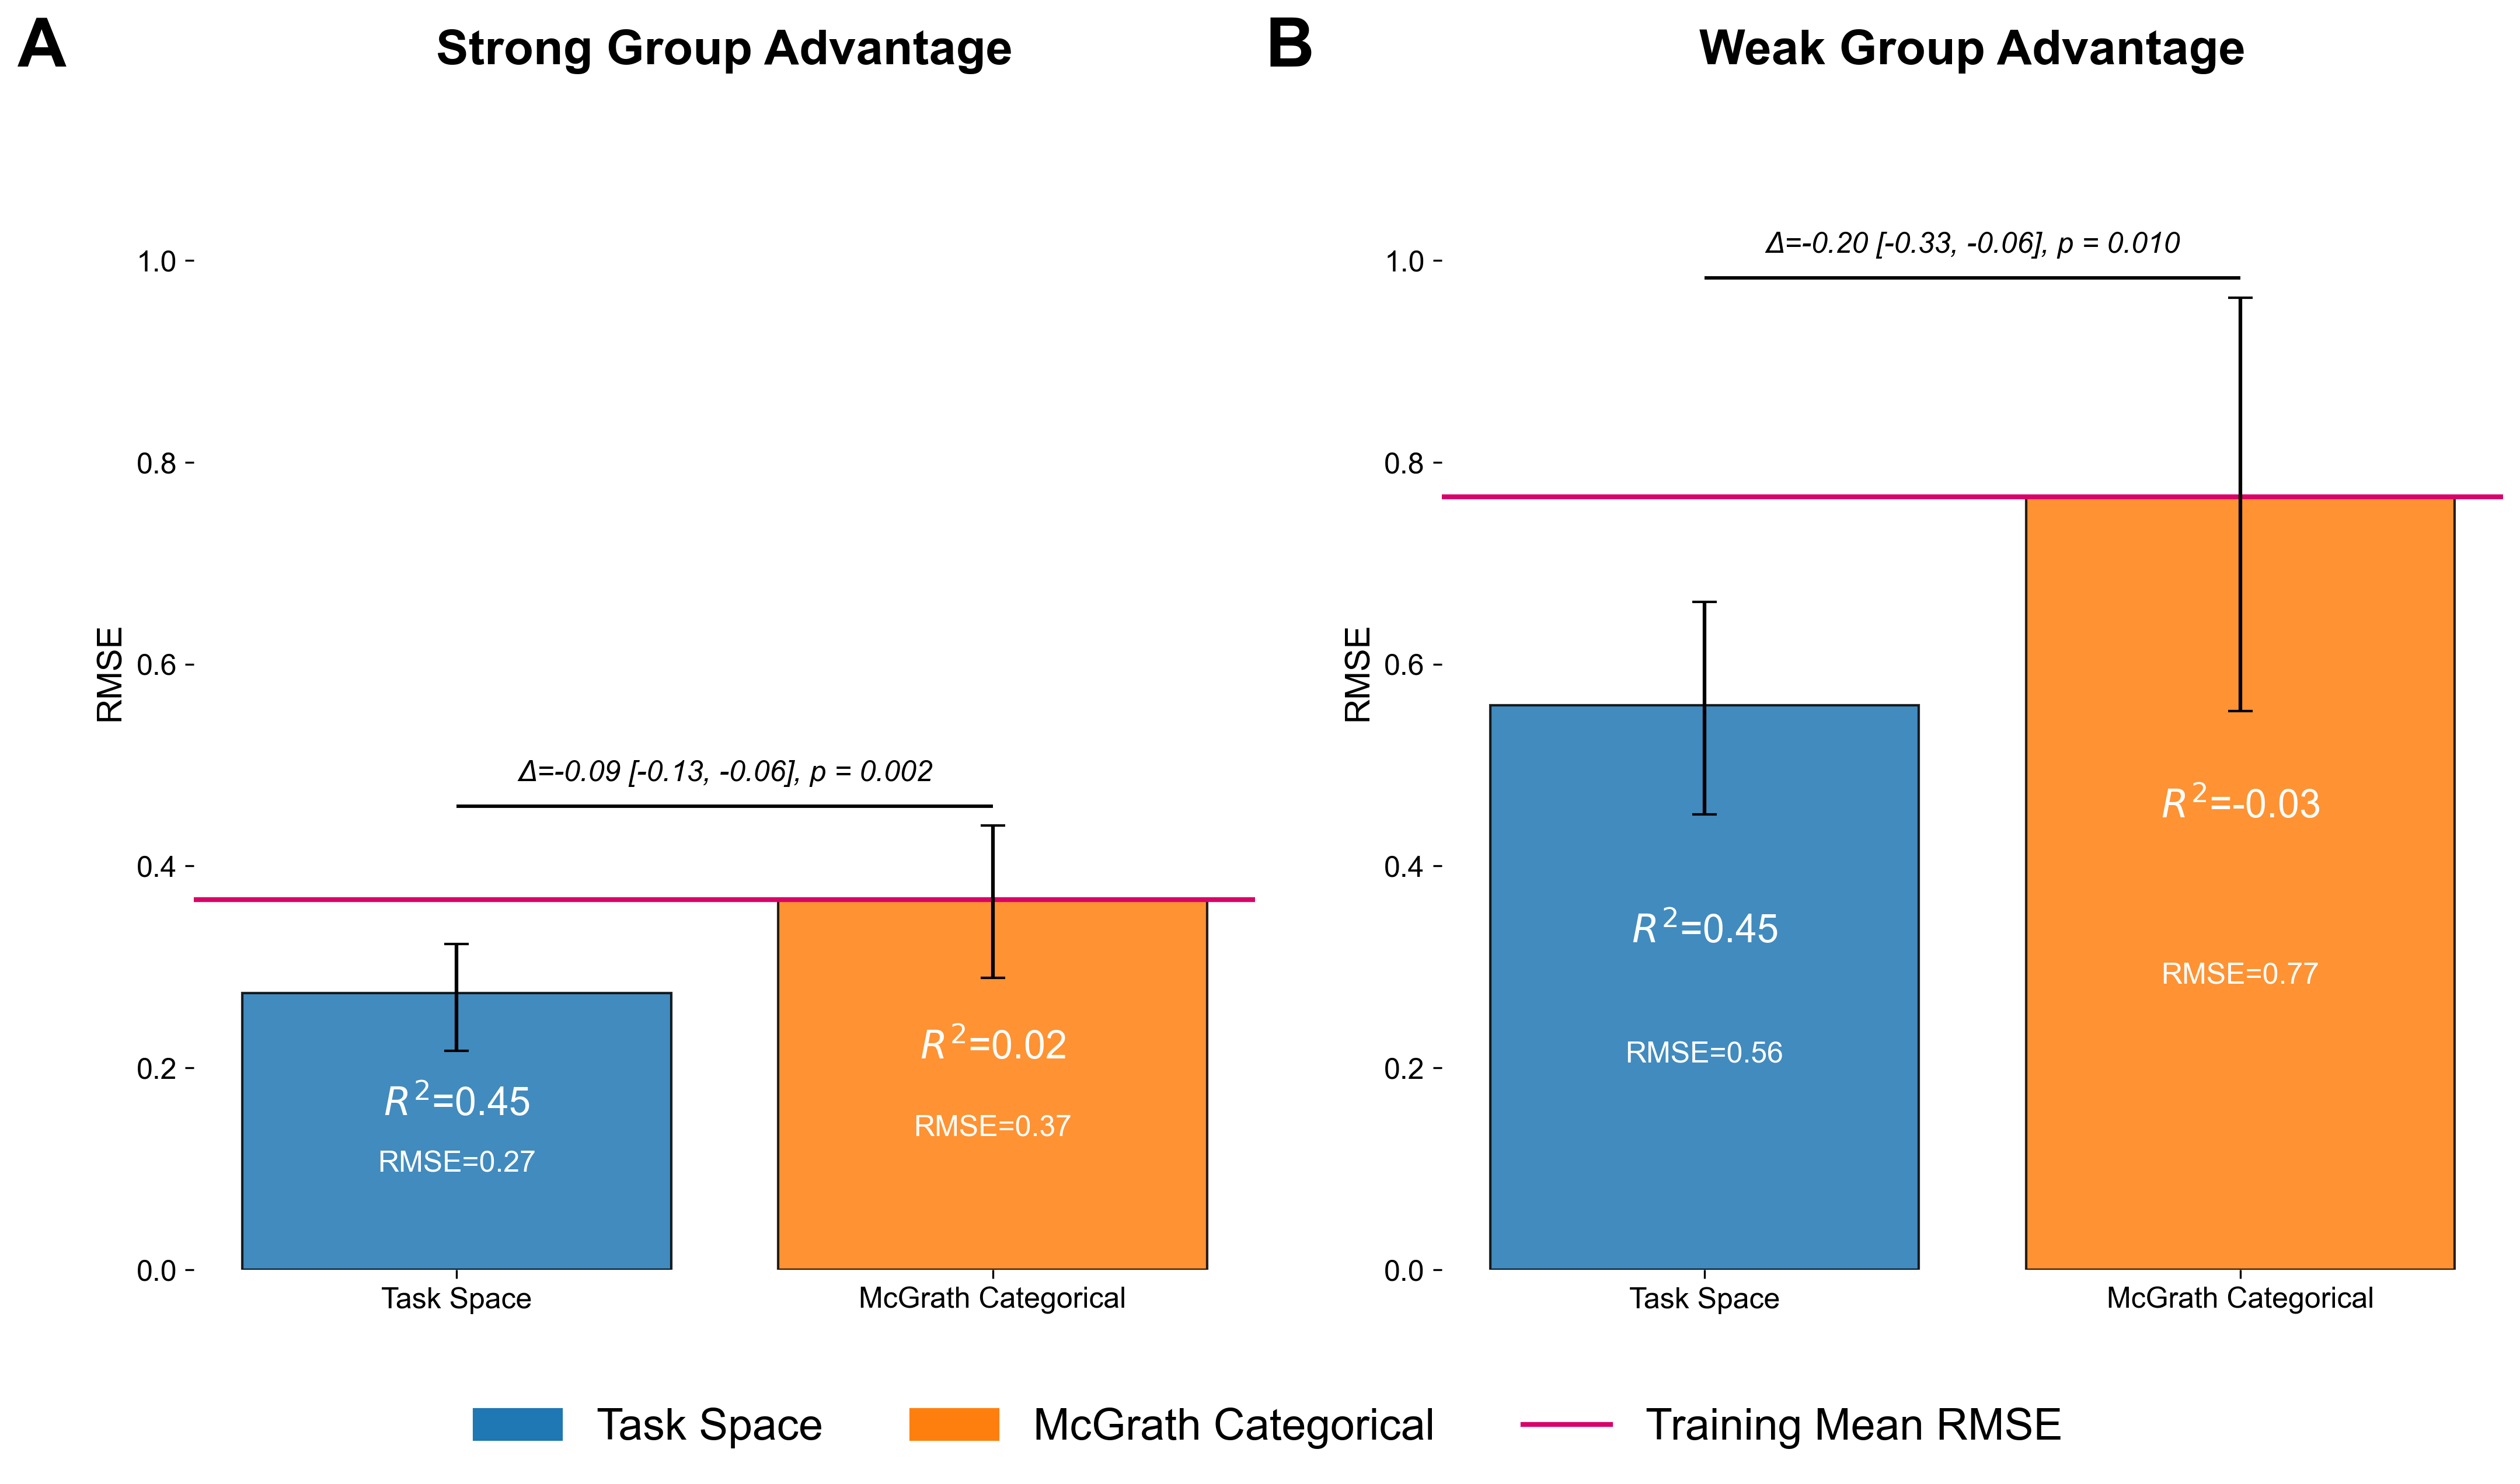 A
Strong Group Advantage
RMSE
1.0
0.8
0.6
0.4
0.2
0.0
Δ=-0.09 [-0.13, -0.06], p = 0.002
R²=0.45
RMSE=0.27
R²=0.02
RMSE=0.37
Task Space
McGrath Categorical
B
Weak Group Advantage
RMSE
1.0
0.8
0.6
0.4
0.2
0.0
Δ=-0.20 [-0.33, -0.06], p = 0.010
R²=0.45
RMSE=0.56
R²=-0.03
RMSE=0.77
Task Space
McGrath Categorical
Task Space
McGrath Categorical
Training Mean RMSE